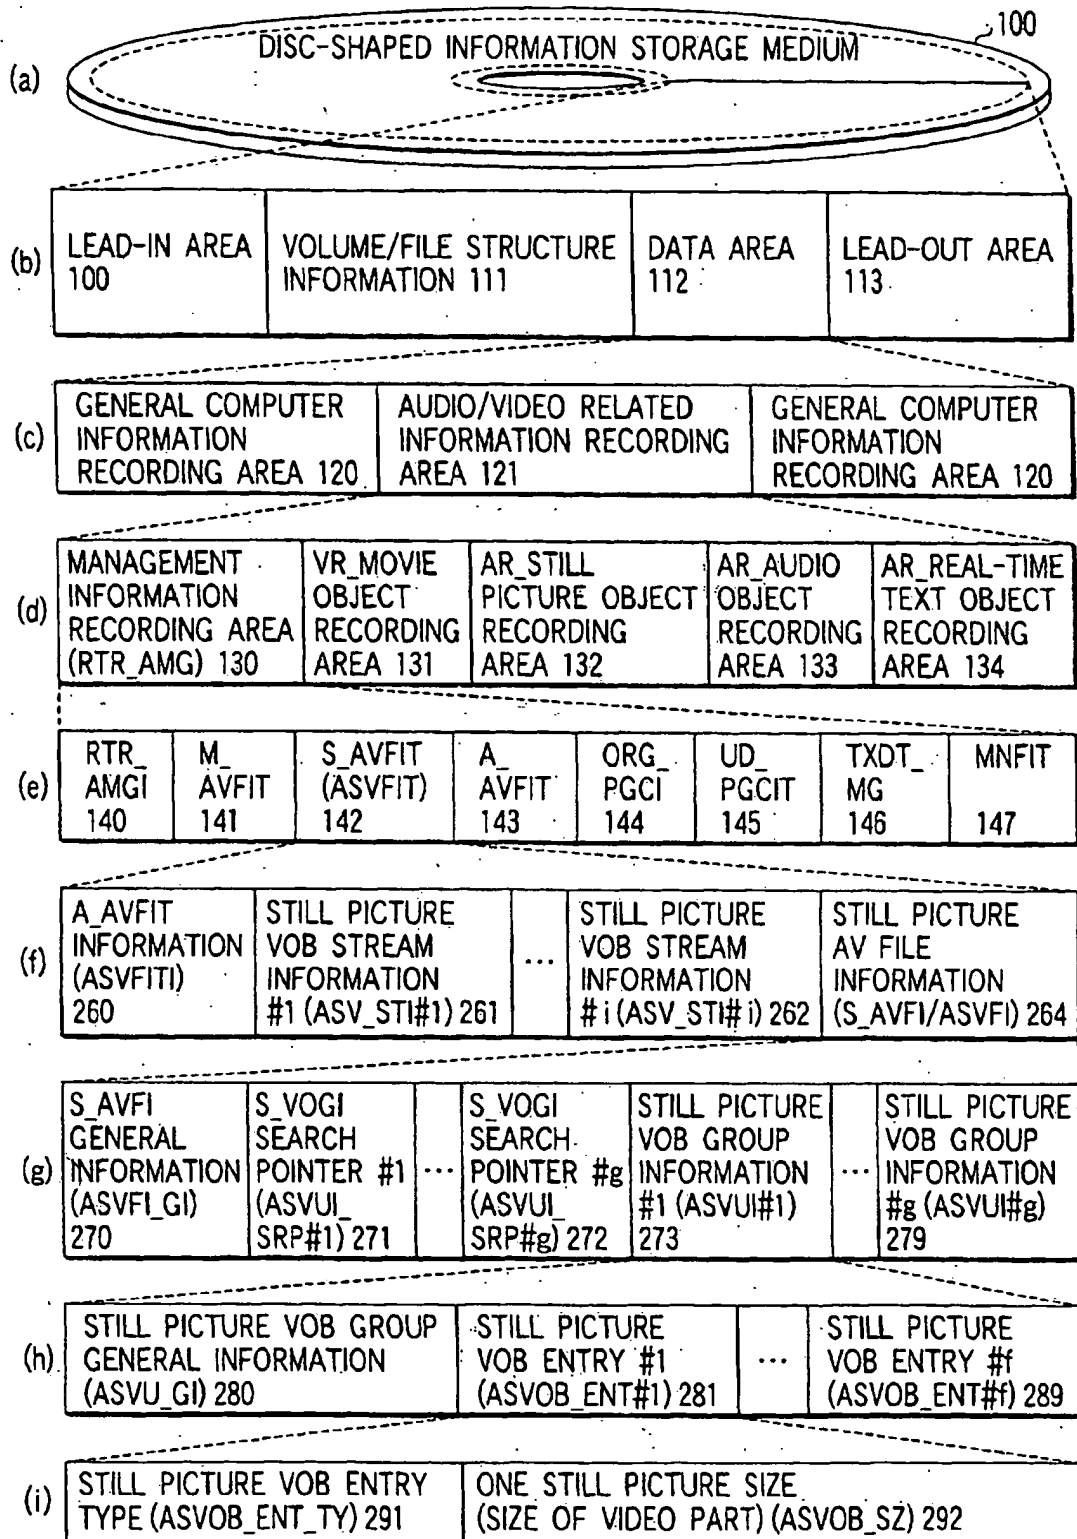 100
DISC-SHAPED INFORMATION STORAGE MEDIUM
(a)
(b)
LEAD-IN AREA
100
VOLUME/FILE STRUCTURE
INFORMATION 111
DATA AREA
112
LEAD-OUT AREA
113
(c)
GENERAL COMPUTER
INFORMATION
RECORDING AREA 120
AUDIO/VIDEO RELATED
INFORMATION RECORDING
AREA 121
GENERAL COMPUTER
INFORMATION
RECORDING AREA 120
(d)
MANAGEMENT
INFORMATION
RECORDING AREA
(RTR_AMG) 130
VR_MOVIE
OBJECT
RECORDING
AREA 131
AR_STILL
PICTURE OBJECT
RECORDING
AREA 132
AR_AUDIO
OBJECT
RECORDING
AREA 133
AR_REAL-TIME
TEXT OBJECT
RECORDING
AREA 134
(e)
RTR_
AMGI
140
M_
AVFIT
141
S_AVFIT
(ASVFIT)
142
A_
AVFIT
143
ORG_
PGCI
144
UD_
PGCIT
145
TXDT_
MG
146
MNFIT
147
(f)
A_AVFIT
INFORMATION
(ASVFITI)
260
STILL PICTURE
VOB STREAM
INFORMATION
#1 (ASV_STI#1) 261
...
STILL PICTURE
VOB STREAM
INFORMATION
#i (ASV_STI#i) 262
STILL PICTURE
AV FILE
INFORMATION
(S_AVFI/ASVFI) 264
(g)
S_AVFI
GENERAL
INFORMATION
(ASVFI_GI)
270
S_VOGI
SEARCH
POINTER #1
(ASVUI_
SRP#1) 271
...
S_VOGI
SEARCH
POINTER #g
(ASVUI_
SRP#g) 272
STILL PICTURE
VOB GROUP
INFORMATION
#1 (ASVUI#1)
273
...
STILL PICTURE
VOB GROUP
INFORMATION
#g (ASVUI#g)
279
(h)
STILL PICTURE VOB GROUP
GENERAL INFORMATION
(ASVU_GI) 280
STILL PICTURE
VOB ENTRY #1
(ASVOB_ENT#1) 281
...
STILL PICTURE
VOB ENTRY #f
(ASVOB_ENT#f) 289
(i)
STILL PICTURE VOB ENTRY
TYPE (ASVOB_ENT_TY) 291
ONE STILL PICTURE SIZE
(SIZE OF VIDEO PART) (ASVOB_SZ) 292